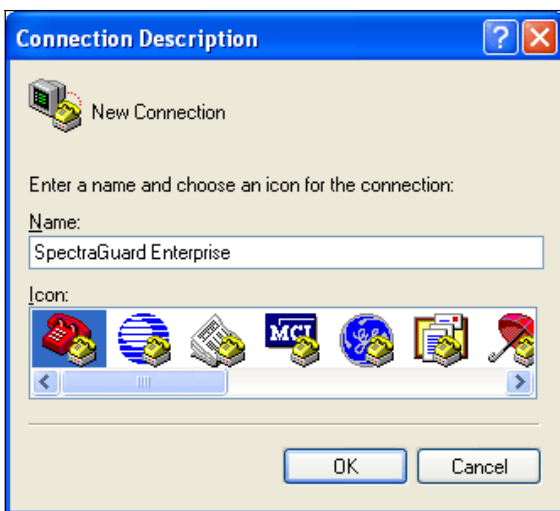 Connection Description
New Connection
Enter a name and choose an icon for the connection:
Name:
SpectraGuard Enterprise
Icon:
MCI
OK Cancel